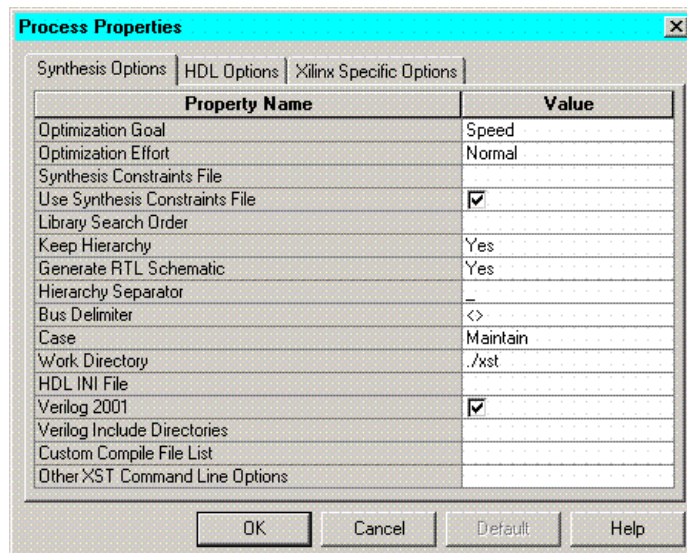 Process Properties
Synthesis Options HDL Options Xilinx Specific Options
Property Name Value
Optimization Goal Speed
Optimization Effort Normal
Synthesis Constraints File
Use Synthesis Constraints File
Library Search Order
Keep Hierarchy Yes
Generate RTL Schematic Yes
Hierarchy Separator _
Bus Delimiter <>
Case Maintain
Work Directory ./xst
HDL INI File
Verilog 2001
Verilog Include Directories
Custom Compile File List
Other XST Command Line Options
OK Cancel Default Help